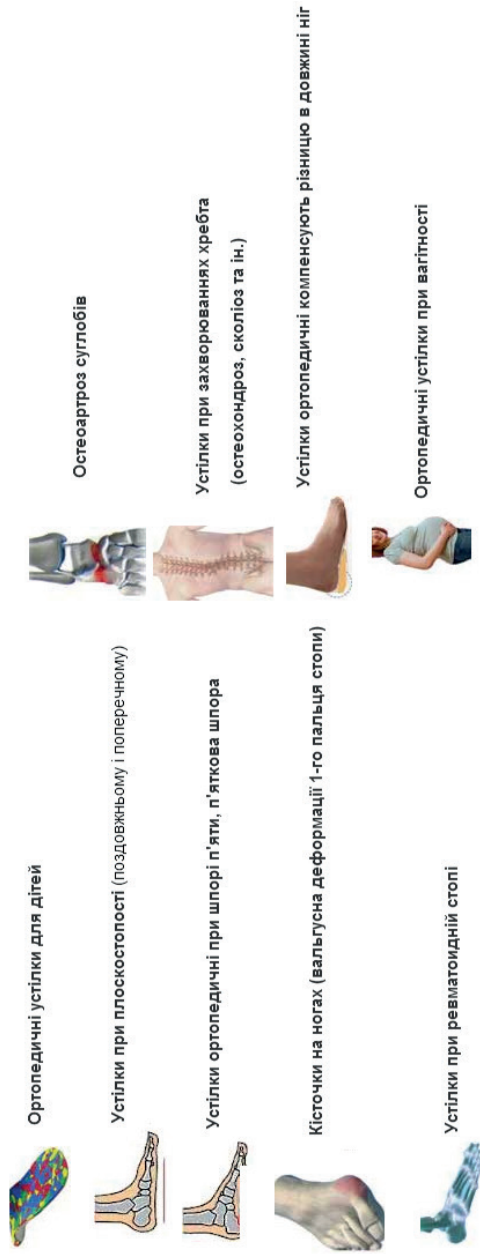 Ортопедичні устілки для дітей
Устілки при плоскостопості (поздовжньому і поперечному)
Устілки ортопедичні при шпорі п'яти, п'яткова шпора
Кісточки на ногах (вальгусна деформації 1-го пальця стопи)
Устілки при ревматоидній стопі
Остеоартроз суглобів
Устілки при захворюваннях хребта
(остеохондроз, сколіоз та ін.)
Устілки ортопедичні компенсують різницю в довжині ніг
Ортопедичні устілки при вагітності